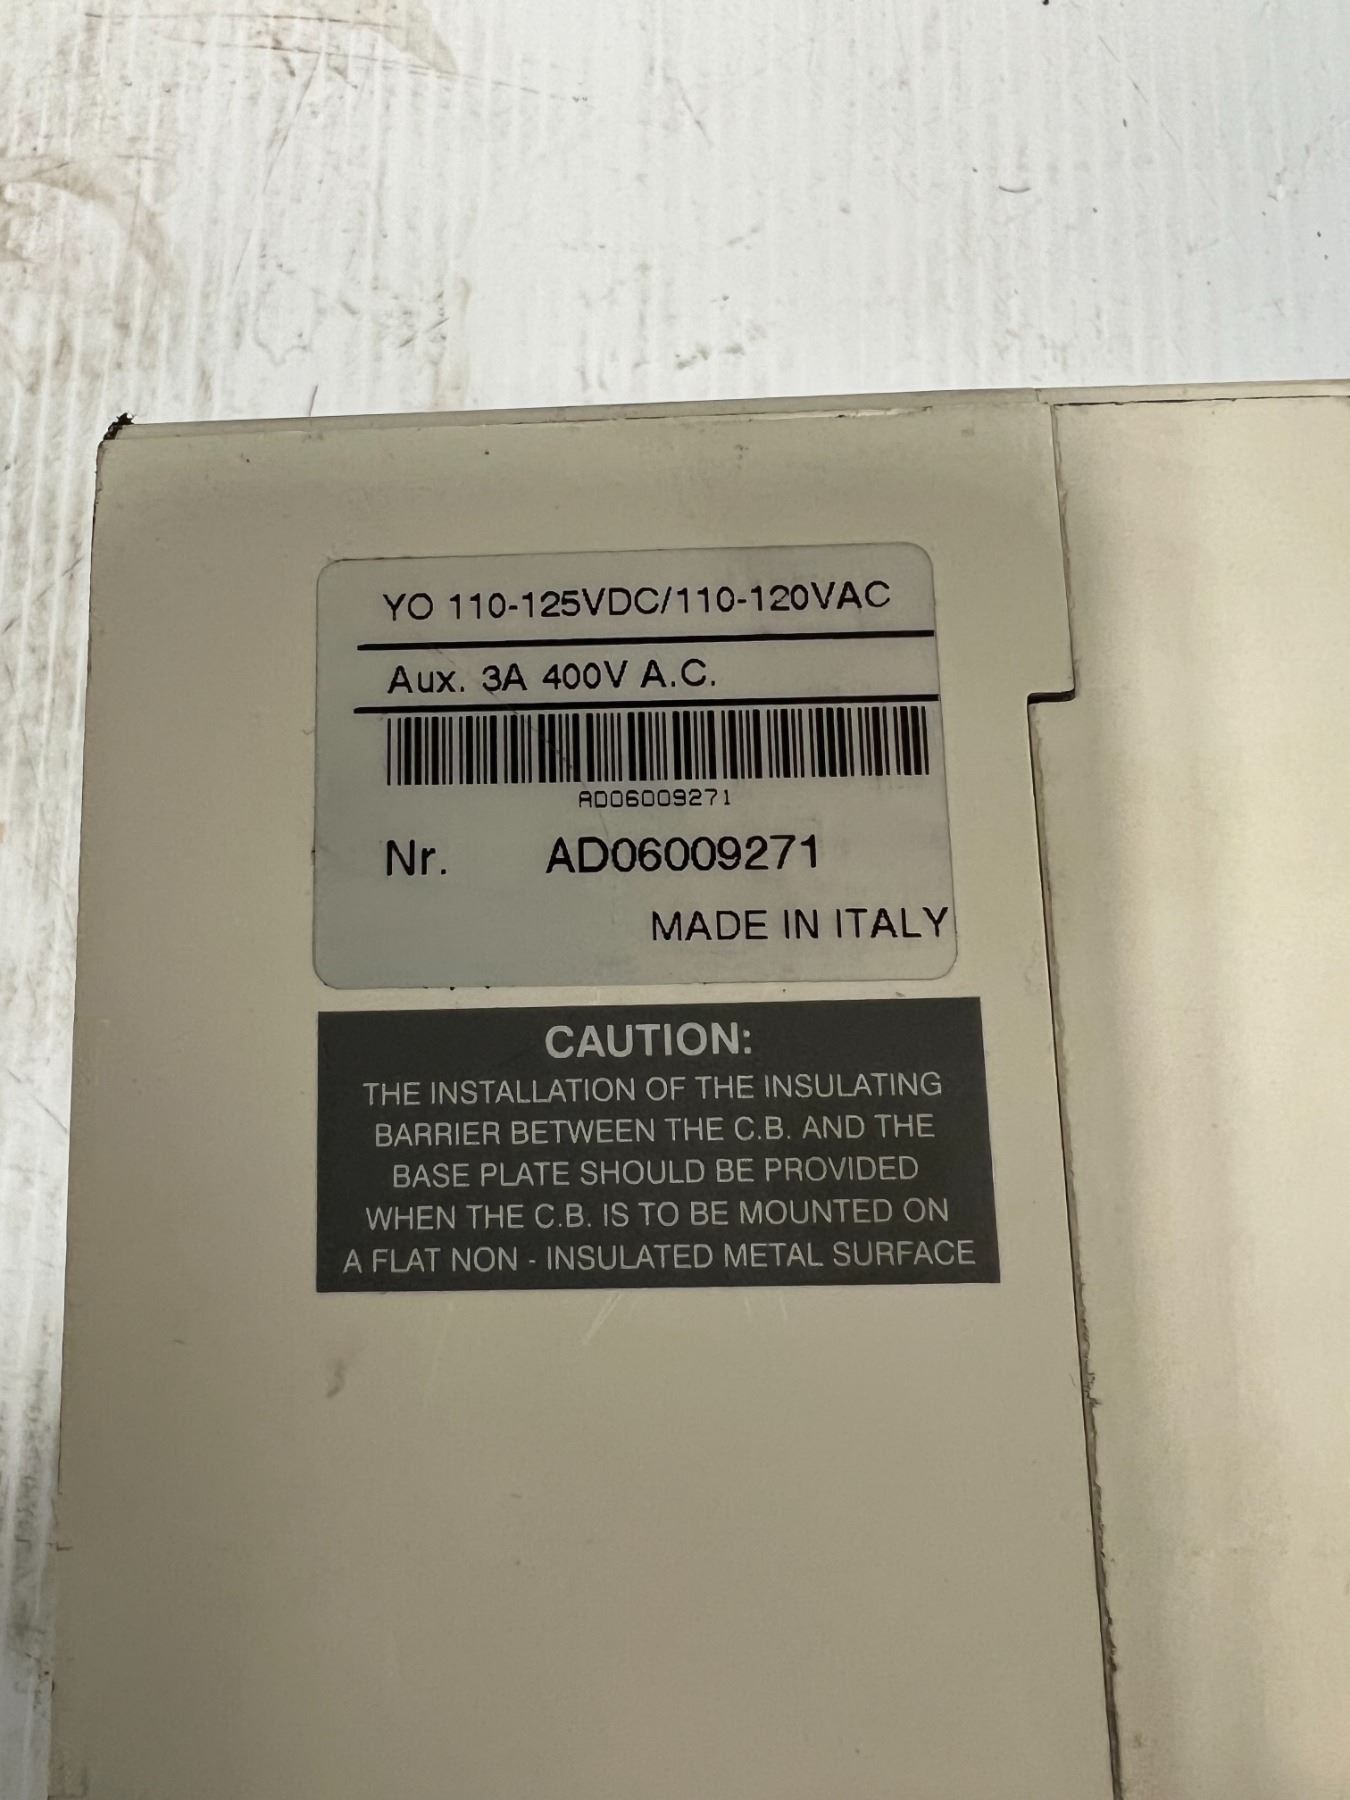 YO 110-125VDC/110-120VAC
Aux. 3A 400V A.C.
AD06009271
Nr. AD06009271
MADE IN ITALY
CAUTION:
THE INSTALLATION OF THE INSULATING
BARRIER BETWEEN THE C.B. AND THE
BASE PLATE SHOULD BE PROVIDED
WHEN THE C.B. IS TO BE MOUNTED ON
A FLAT NON - INSULATED METAL SURFACE